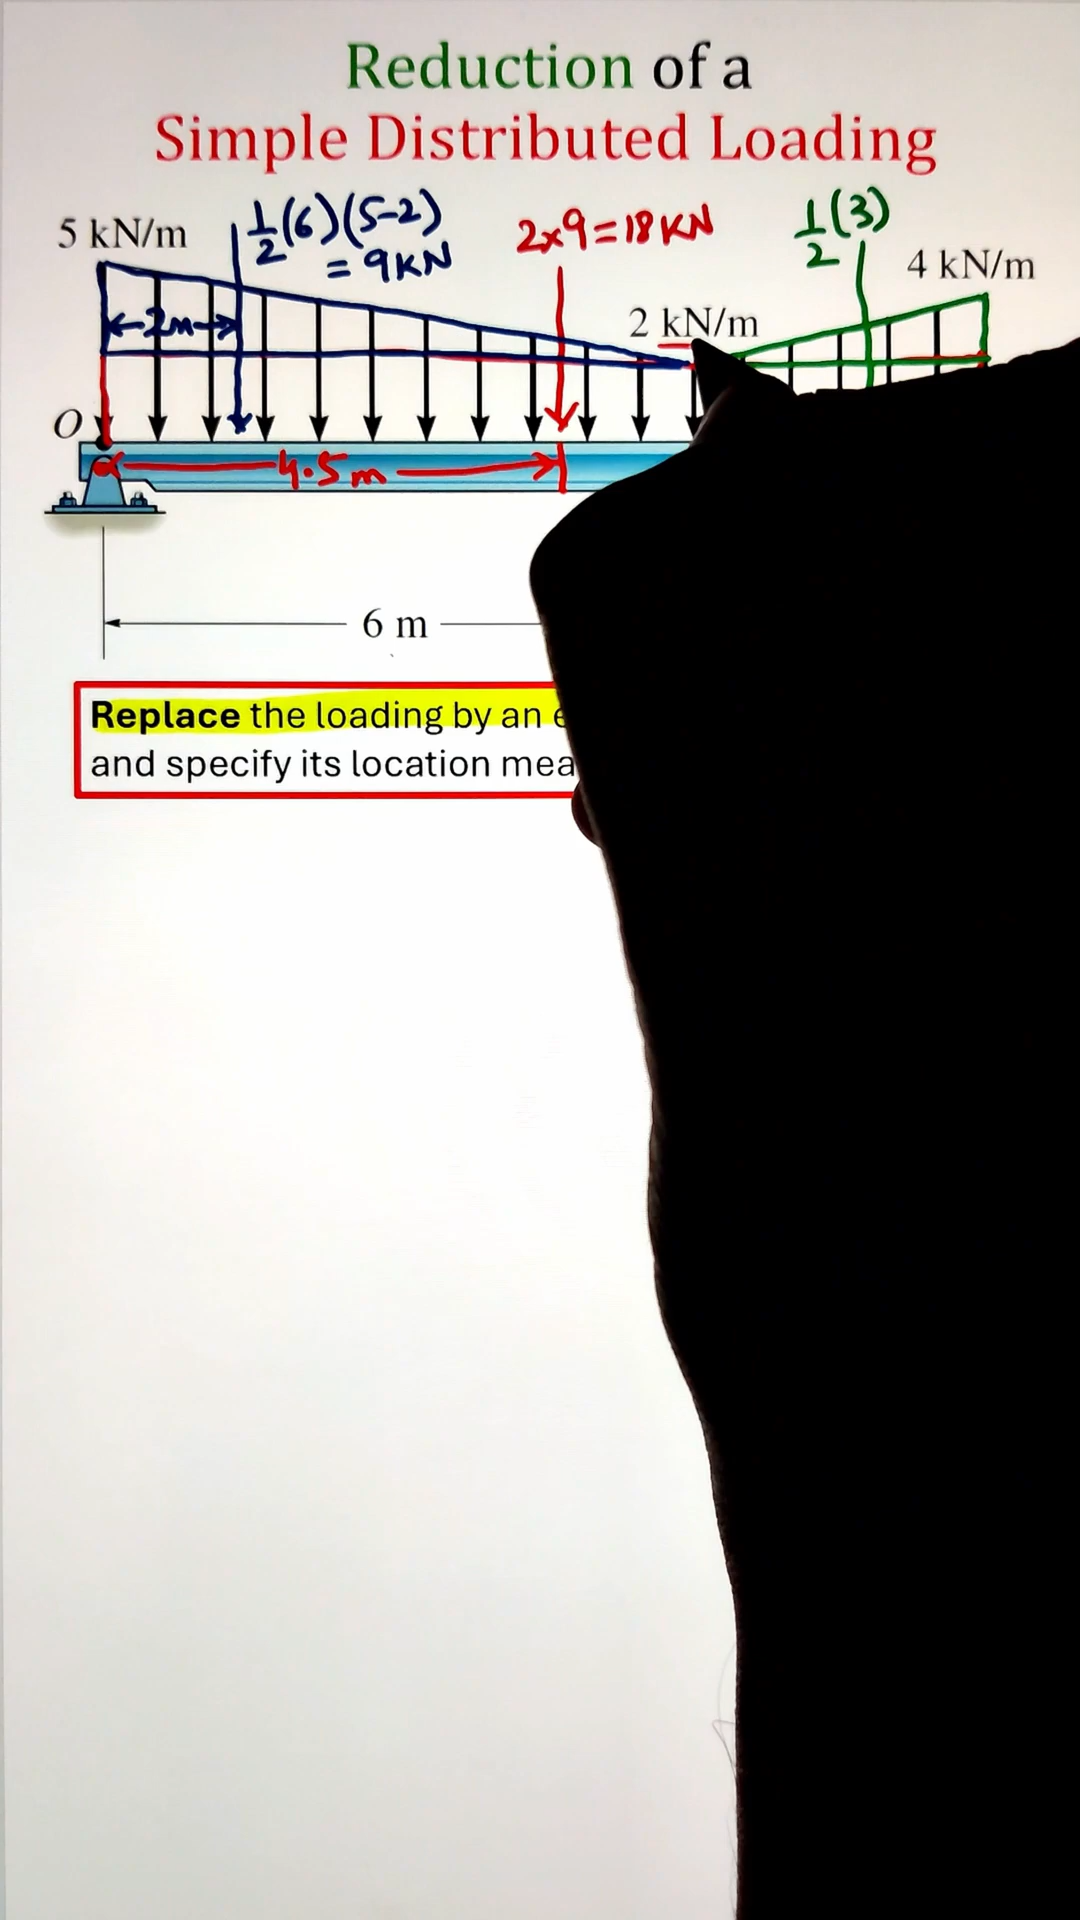 Reduction of a
Simple Distributed Loading
5 kN/m
1/2 (6)(5-2)
= 9KN
2x9=18KN
1/2 (3)
4 kN/m
2 kN/m
2m
O
4.5m
6 m
Replace the loading by an
and specify its location